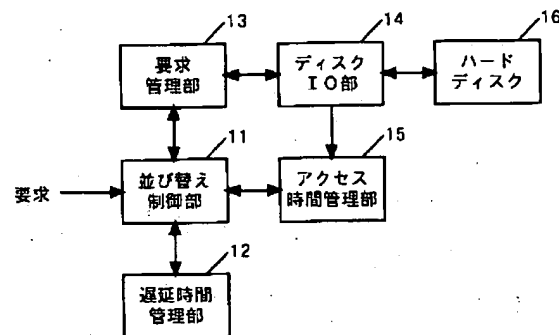 13
要求
管理部
14
ディスク
IO部
16
ハード
ディスク
11
要求
並び替え
制御部
15
アクセス
時間管理部
12
遅延時間
管理部